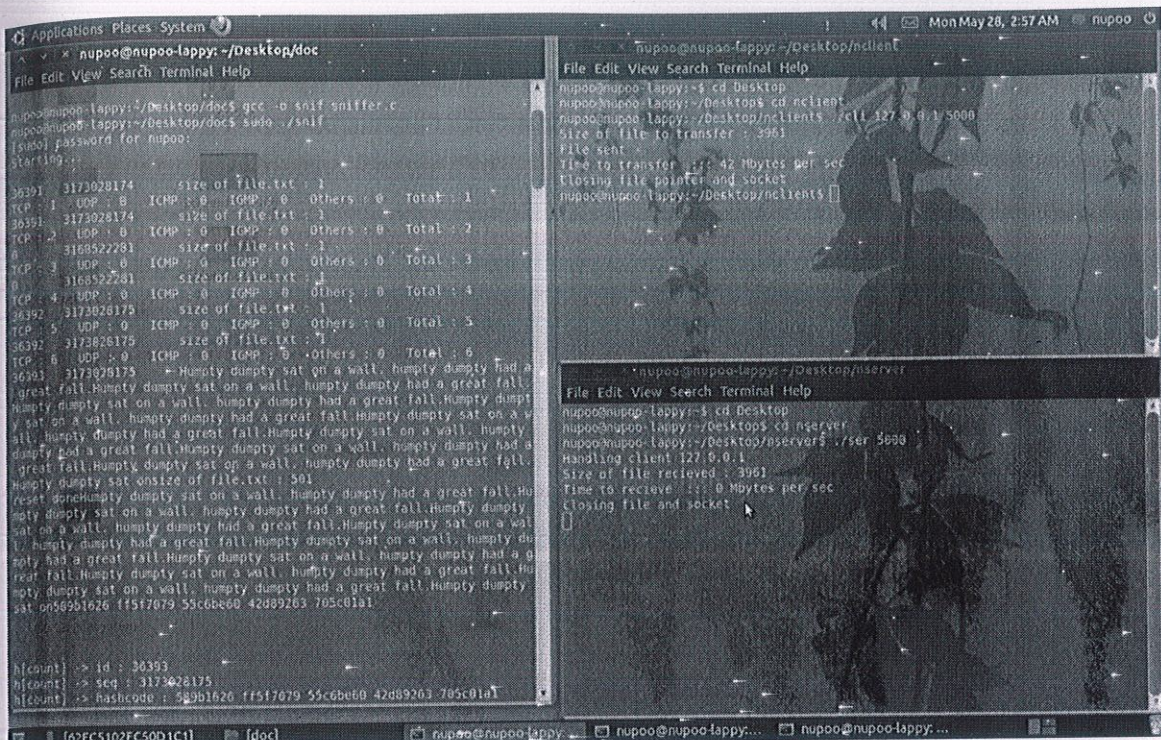 Applications Places System
Mon May 28, 2:57 AM nupoo
nupoo@nupoo-lappy: ~/Desktop/doc
File Edit View Search Terminal Help
nupoo@nupoo-lappy:~/Desktop/doc$ gcc -o snif sniffer.c
nupoo@nupoo-lappy:~/Desktop/doc$ sudo ./snif
[sudo] password for nupoo:
starting...
36391 3173028174 size of file.txt : 1
TCP : 1 UDP : 0 ICMP : 0 IGMP : 0 Others : 0 Total : 1
36391 3173028174 size of file.txt : 1
TCP : 2 UDP : 0 ICMP : 0 IGMP : 0 Others : 0 Total : 2
0 3168522281 size of file.txt : 1
TCP : 3 UDP : 0 ICMP : 0 IGMP : 0 Others : 0 Total : 3
0 3168522281 size of file.txt : 1
TCP : 4 UDP : 0 ICMP : 0 IGMP : 0 Others : 0 Total : 4
36392 3173028175 size of file.txt : 1
TCP : 5 UDP : 0 ICMP : 0 IGMP : 0 Others : 0 Total : 5
36392 3173028175 size of file.txt : 1
TCP : 6 UDP : 0 ICMP : 0 IGMP : 0 Others : 0 Total : 6
36393 3173028175 Humpty dumpty sat on a wall, humpty dumpty had a
great fall.Humpty dumpty sat on a wall, humpty dumpty had a great fall.
Humpty dumpty sat on a wall, humpty dumpty had a great fall.Humpty dumpt
y sat on a wall, humpty dumpty had a great fall.Humpty dumpty sat on a w
all, humpty dumpty had a great fall.Humpty dumpty sat on a wall, humpty
dumpty had a great fall.Humpty dumpty sat on a wall, humpty dumpty had a
great fall.Humpty dumpty sat on a wall, humpty dumpty had a great fall.
Humpty dumpty sat onsize of file.txt : 501
reset doneHumpty dumpty sat on a wall, humpty dumpty had a great fall.Hu
mpty dumpty sat on a wall, humpty dumpty had a great fall.Humpty dumpty
sat on a wall, humpty dumpty had a great fall.Humpty dumpty sat on a wal
l, humpty dumpty had a great fall.Humpty dumpty sat on a wall, humpty du
mpty had a great fall.Humpty dumpty sat on a wall, humpty dumpty had a g
reat fall.Humpty dumpty sat on a wall, humpty dumpty had a great fall.Hu
mpty dumpty sat on a wall, humpty dumpty had a great fall.Humpty dumpty
sat on589b1626 ff5f7079 55c6be60 42d89263 705c01a1
h[count] -> id : 36393
h[count] -> seq : 3173028175
h[count] -> hashcode : 589b1626 ff5f7079 55c6be60 42d89263 705c01a1
nupoo@nupoo-lappy: ~/Desktop/nclient
File Edit View Search Terminal Help
nupoo@nupoo-lappy:~$ cd Desktop
nupoo@nupoo-lappy:~/Desktop$ cd nclient
nupoo@nupoo-lappy:~/Desktop/nclient$ ./cli 127.0.0.1 5000
Size of file to transfer : 3961
File sent
Time to transfer ::: 42 Mbytes per sec
Closing file pointer and socket
nupoo@nupoo-lappy:~/Desktop/nclient$
nupoo@nupoo-lappy: ~/Desktop/nserver
File Edit View Search Terminal Help
nupoo@nupoo-lappy:~$ cd Desktop
nupoo@nupoo-lappy:~/Desktop$ cd nserver
nupoo@nupoo-lappy:~/Desktop/nserver$ ./ser 5000
Handling client 127.0.0.1
Size of file recieved : 3961
Time to recieve ::: 0 Mbytes per sec
Closing file and socket
[62FC5102FC50D1C1] [doc] nupoo@nupoo-lappy:... nupoo@nupoo-lappy:... nupoo@nupoo-lappy: ...